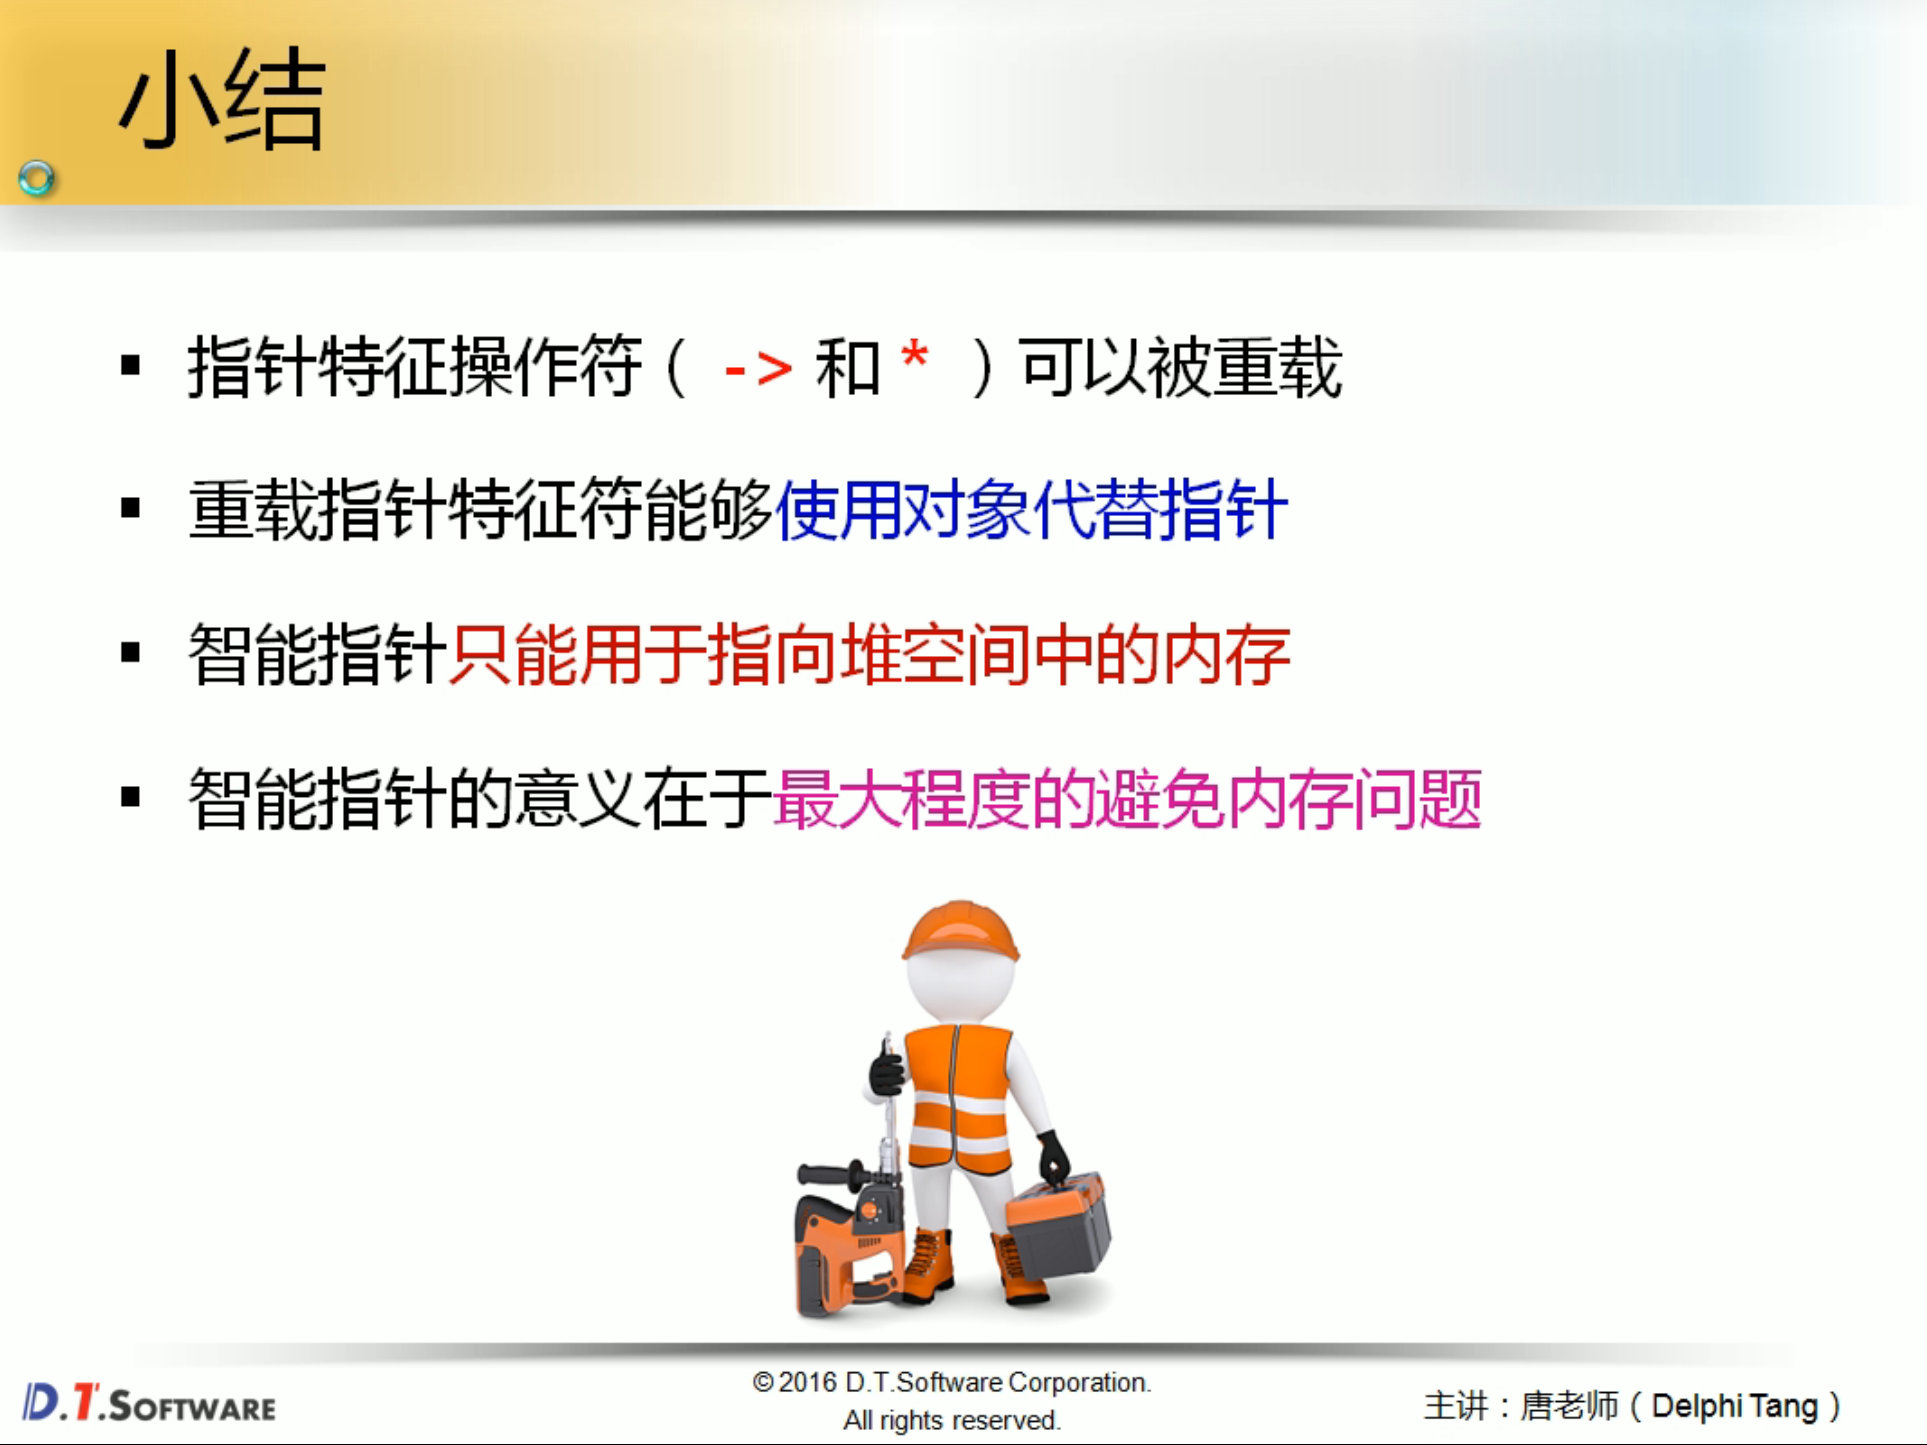 小结
指针特征操作符（ -> 和 * ）可以被重载
重载指针特征符能够使用对象代替指针
智能指针只能用于指向堆空间中的内存
智能指针的意义在于最大程度的避免内存问题
D.T.SOFTWARE
© 2016 D.T.Software Corporation.
All rights reserved.
主讲：唐老师（Delphi Tang）